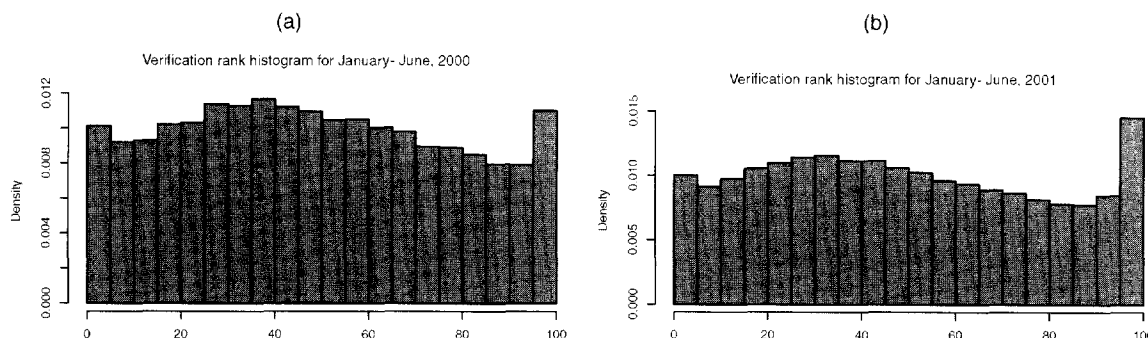 (a)
Verification rank histogram for January- June, 2000
Density
0.012
0.008
0.004
0.000
0 20 40 60 80 100
(b)
Verification rank histogram for January- June, 2001
Density
0.015
0.010
0.005
0.000
0 20 40 60 80 100